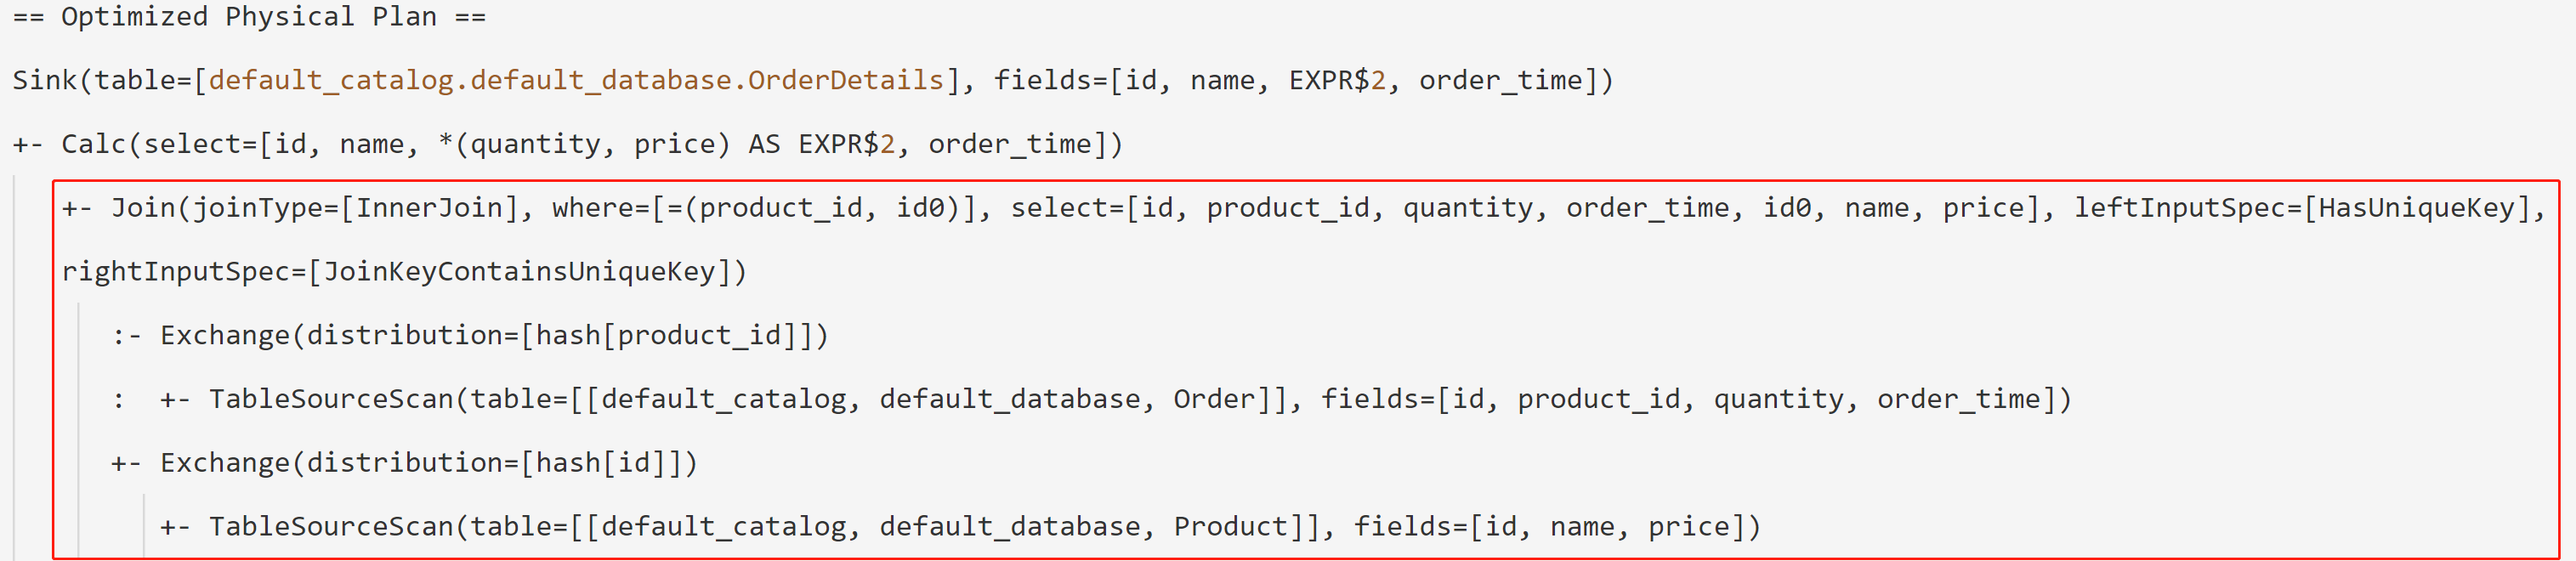 == Optimized Physical Plan ==
Sink(table=[default_catalog.default_database.OrderDetails], fields=[id, name, EXPR$2, order_time])
+- Calc(select=[id, name, *(quantity, price) AS EXPR$2, order_time])
+- Join(joinType=[InnerJoin], where=[=(product_id, id0)], select=[id, product_id, quantity, order_time, id0, name, price], leftInputSpec=[HasUniqueKey],
rightInputSpec=[JoinKeyContainsUniqueKey])
:- Exchange(distribution=[hash[product_id]])
:  +- TableSourceScan(table=[[default_catalog, default_database, Order]], fields=[id, product_id, quantity, order_time])
+- Exchange(distribution=[hash[id]])
+- TableSourceScan(table=[[default_catalog, default_database, Product]], fields=[id, name, price])